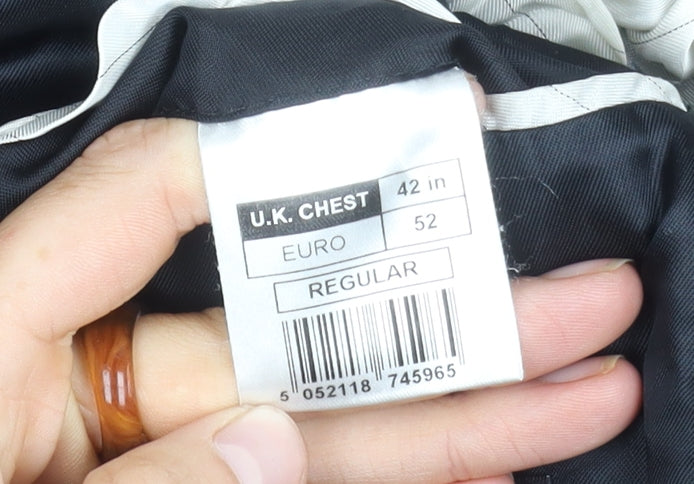 U.K. CHEST 42 in
EURO 52
REGULAR
5 052118 745965